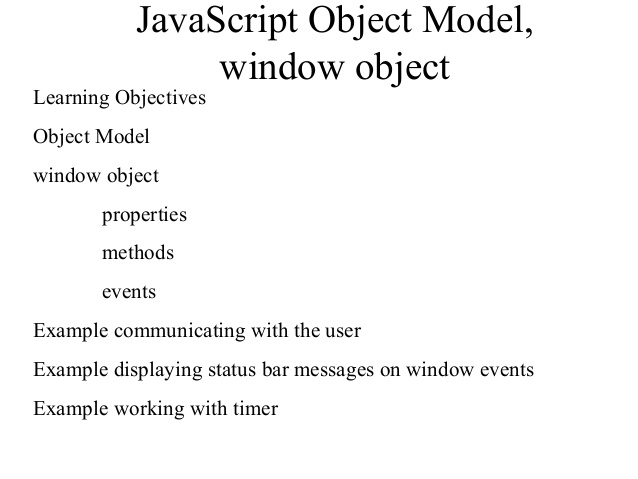 JavaScript Object Model,
window object
Learning Objectives
Object Model
window object
properties
methods
events
Example communicating with the user
Example displaying status bar messages on window events
Example working with timer